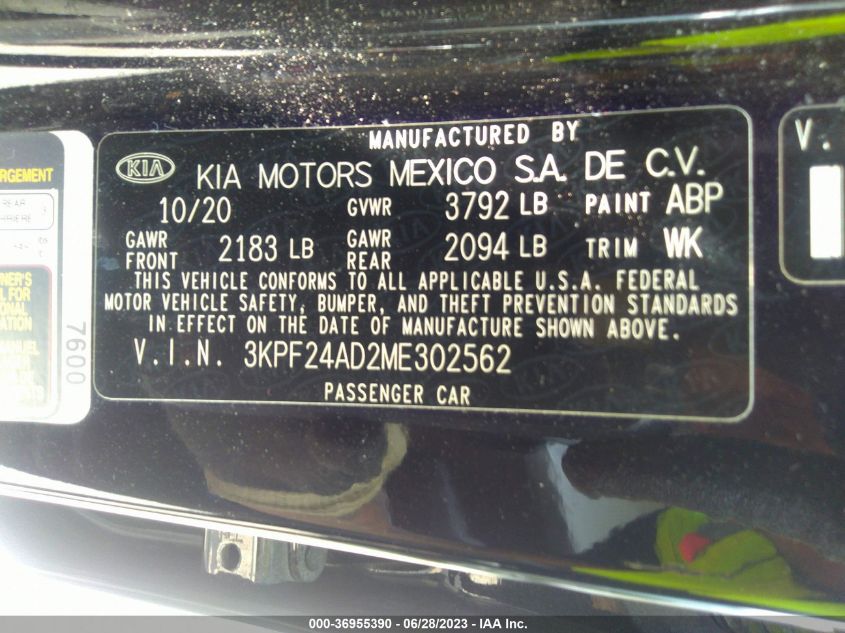 MANUFACTURED BY
KIA KIA MOTORS MEXICO S.A. DE C.V.
10/20 GVWR 3792 LB PAINT ABP
GAWR FRONT 2183 LB GAWR REAR 2094 LB TRIM WK
THIS VEHICLE CONFORMS TO ALL APPLICABLE U.S.A. FEDERAL
MOTOR VEHICLE SAFETY, BUMPER, AND THEFT PREVENTION STANDARDS
IN EFFECT ON THE DATE OF MANUFACTURE SHOWN ABOVE.
V.I.N. 3KPF24AD2ME302562
PASSENGER CAR
7600
V.
000-36955390 - 06/28/2023 - IAA Inc.